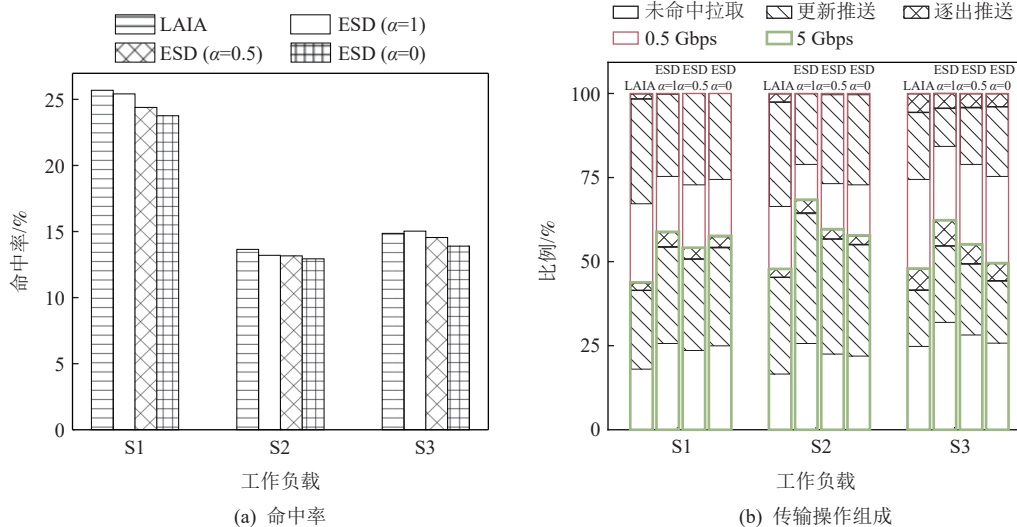 LAIA
ESD (α=1)
ESD (α=0.5)
ESD (α=0)
命中率/%
25
20
15
10
5
0
S1
S2
S3
工作负载
(a) 命中率
未命中拉取
更新推送
逐出推送
0.5 Gbps
5 Gbps
ESD ESD ESD
LAIA α=1 α=0.5 α=0
ESD ESD ESD
LAIA α=1 α=0.5 α=0
ESD ESD ESD
LAIA α=1 α=0.5 α=0
比例/%
100
75
50
25
0
S1
S2
S3
工作负载
(b) 传输操作组成